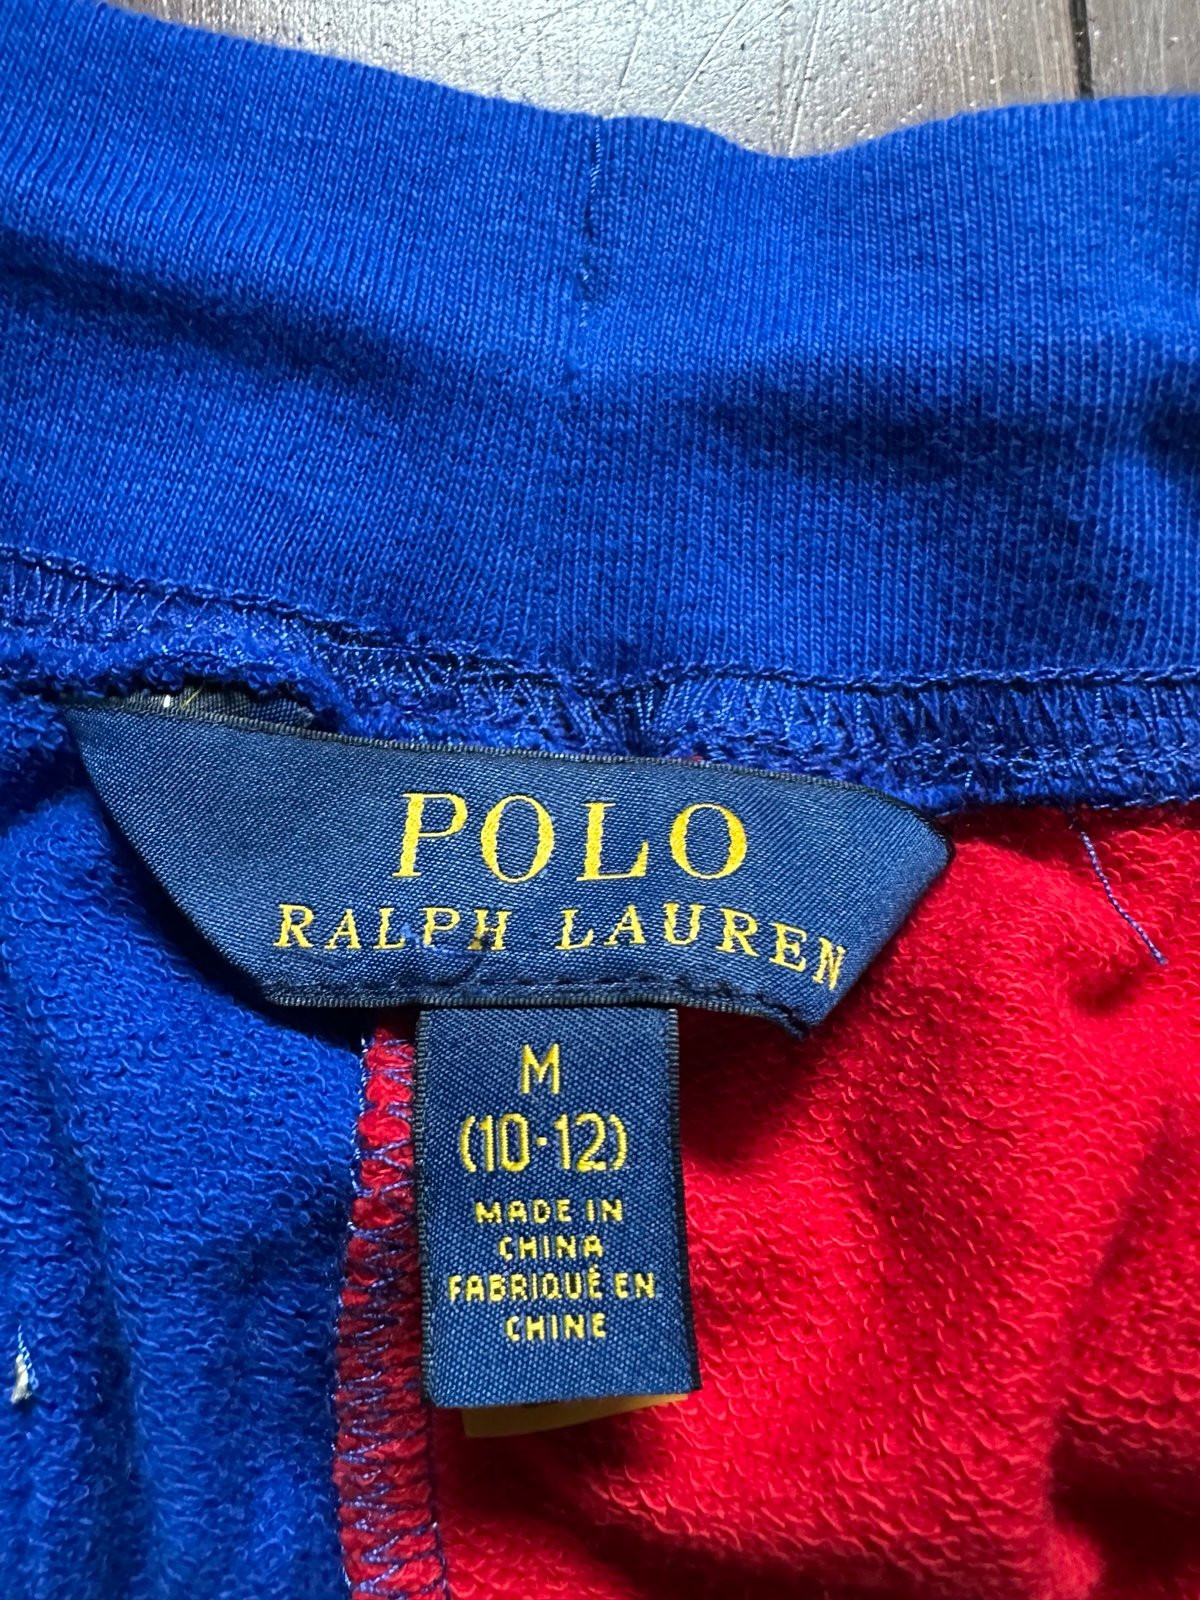 POLO
RALPH LAUREN
M
(10-12)
MADE IN
CHINA
FABRIQUÉ EN
CHINE